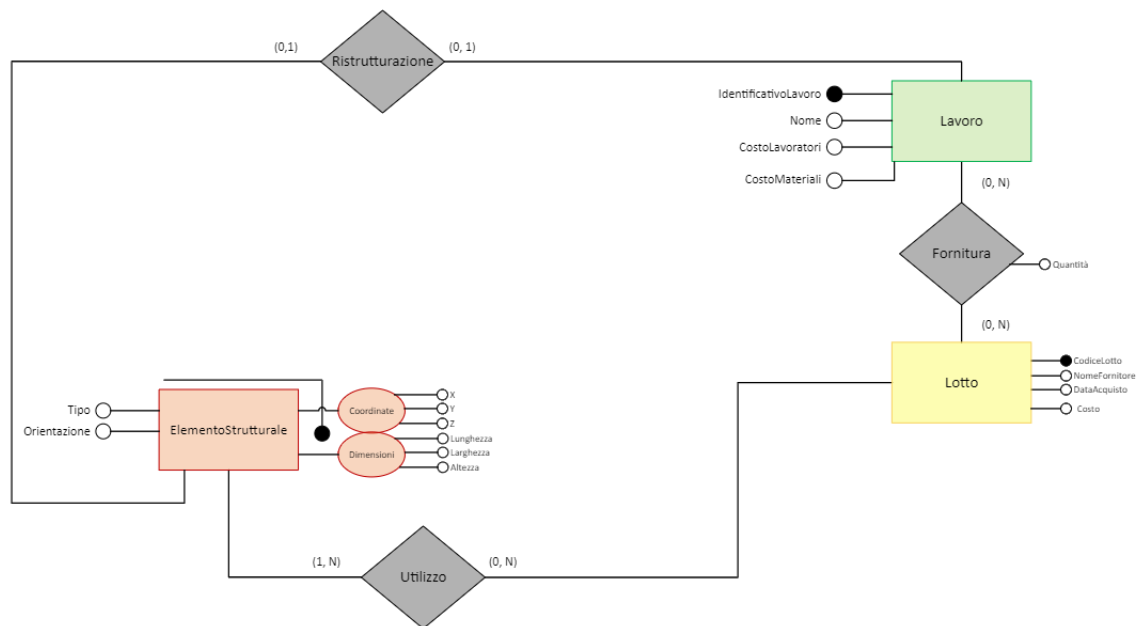 (0,1)
Ristrutturazione
(0, 1)
IdentificativoLavoro
Nome
CostoLavoratori
CostoMateriali
Lavoro
(0, N)
Fornitura
Quantità
(0, N)
Lotto
CodiceLotto
NomeFornitore
DataAcquisto
Costo
Tipo
Orientazione
ElementoStrutturale
Coordinate
X
Y
Z
Dimensioni
Lunghezza
Larghezza
Altezza
(1, N)
Utilizzo
(0, N)